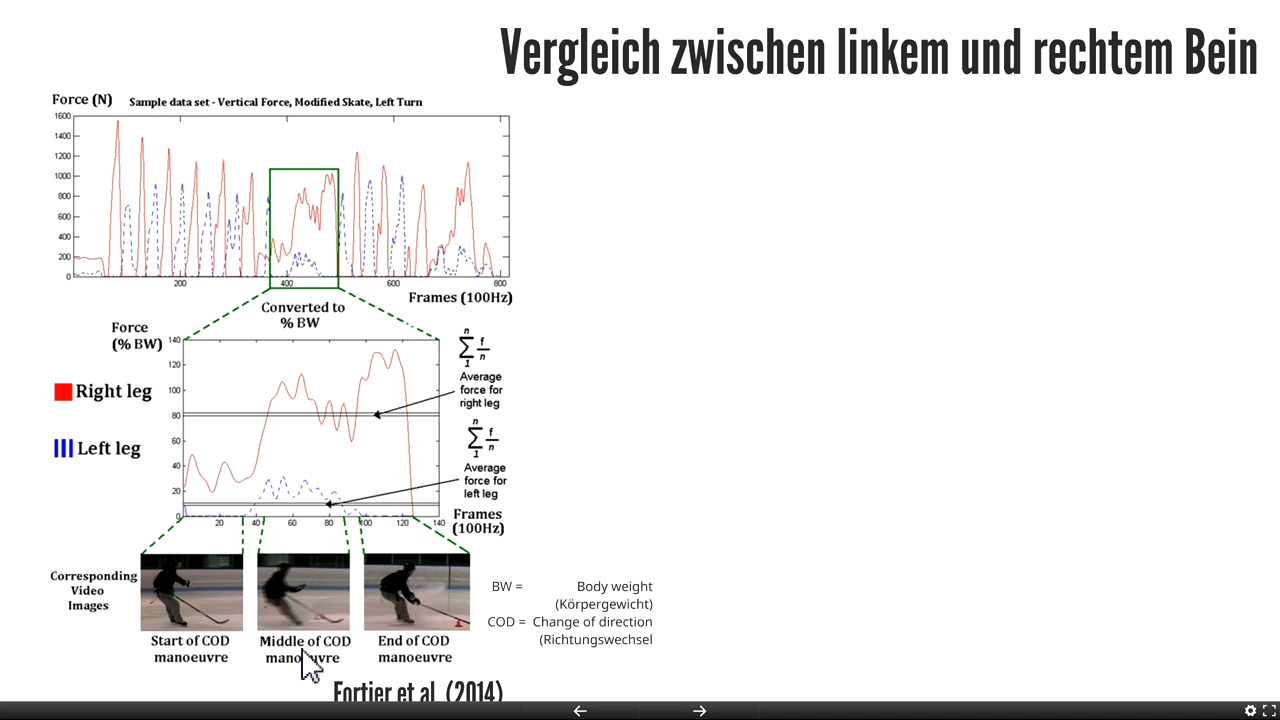 Vergleich zwischen linkem und rechtem Bein
Force (N)
Sample data set - Vertical Force, Modified Skate, Left Turn
1600
1400
1200
1000
800
600
400
200
0
200
400
600
800
Frames (100Hz)
Converted to
% BW
Force
(% BW)
140
120
100
80
60
40
20
0
20
40
60
80
100
120
140
Frames
(100Hz)
Right leg
Left leg
n
∑ f/n
1
Average
force for
right leg
n
∑ f/n
1
Average
force for
left leg
Corresponding
Video
Images
Start of COD
manoeuvre
Middle of COD
manoeuvre
End of COD
manoeuvre
BW = Body weight
(Körpergewicht)
COD = Change of direction
(Richtungswechsel
Fortier et al. (2014)